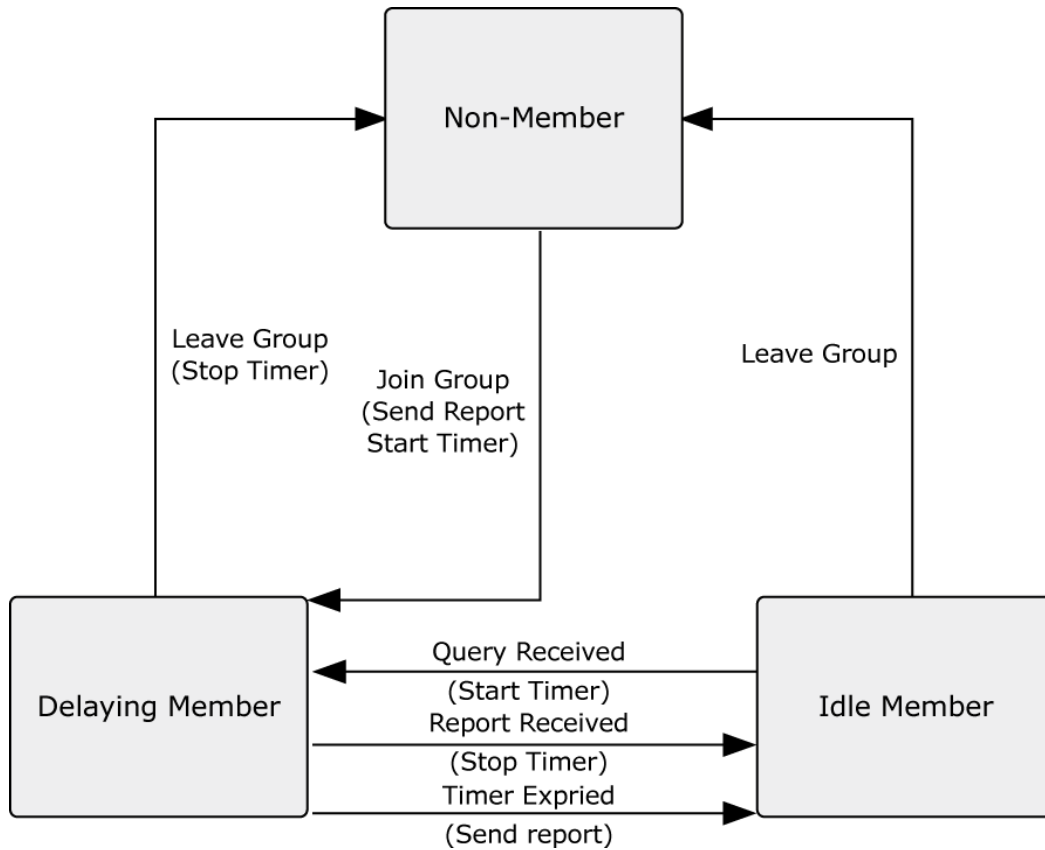 Non-Member
Leave Group
(Stop Timer)
Join Group
(Send Report
Start Timer)
Leave Group
Delaying Member
Query Received
(Start Timer)
Report Received
(Stop Timer)
Timer Expried
(Send report)
Idle Member